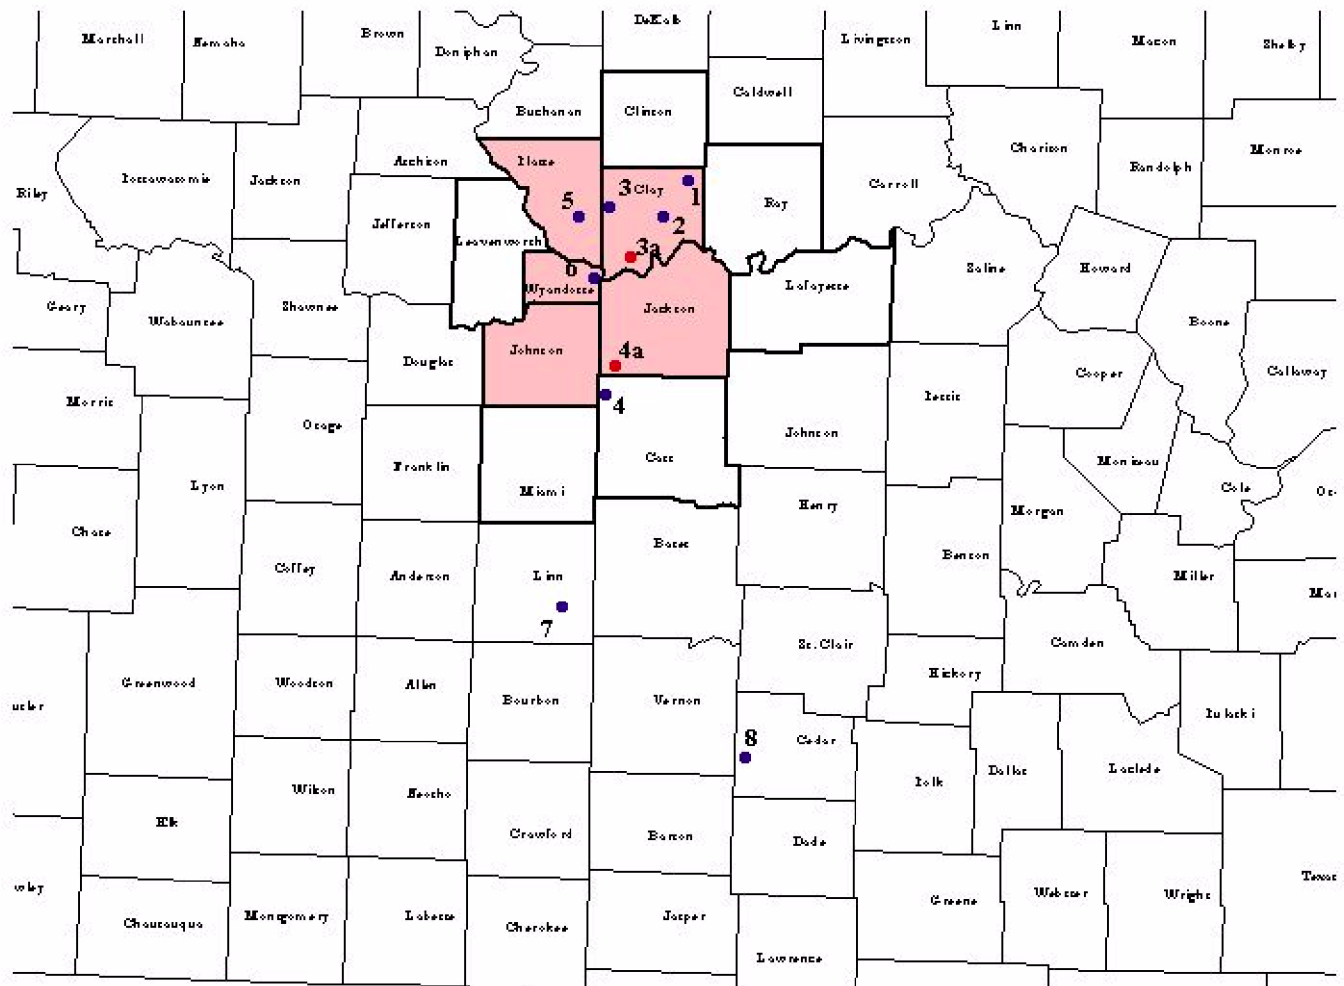 DeKalb
Marshall
Nemaha
Brown
Doniphan
Livingston
Linn
Macon
Shelby
Buchanan
Clinton
Caldwell
Chariton
Randolph
Monroe
Riley
Pottawatomie
Jackson
Atchison
Platte
Clay
Ray
Carroll
1
2
3
3a
5
6
Jefferson
Leavenworth
Wyandotte
Jackson
Lafayette
Saline
Howard
Boone
Geary
Wabaunsee
Shawnee
Douglas
Johnson
4a
4
Cooper
Callaway
Morris
Osage
Franklin
Miami
Cass
Johnson
Pettis
Moniteau
Cole
Os-
Lyon
Chase
Henry
Morgan
Coffey
Anderson
Linn
Bates
Benton
Miller
7
St. Clair
Camden
Hickory
Greenwood
Woodson
Allen
Bourbon
Vernon
Pulaski
8
Cedar
Polk
Dallas
Laclede
Elk
Wilson
Neosho
Crawford
Barton
Dade
Webster
Wright
Texas
wley
Chautauqua
Montgomery
Labette
Cherokee
Jasper
Greene
Lawrence